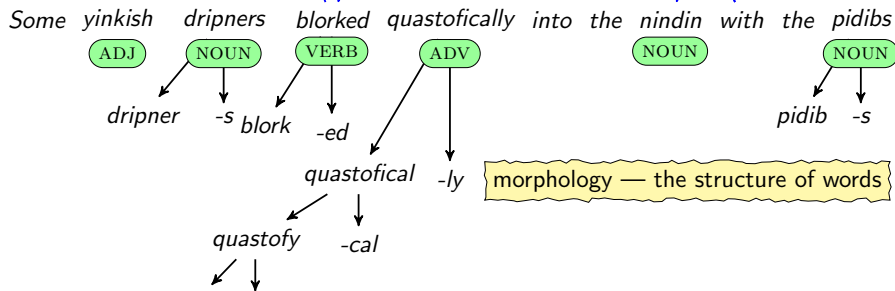 Some yinkish dripners blorked quastofically into the nindin with the pidibs
ADJ NOUN VERB ADV NOUN NOUN
dripner -s blork -ed pidib -s
quastofical -ly morphology — the structure of words
quastofy -cal